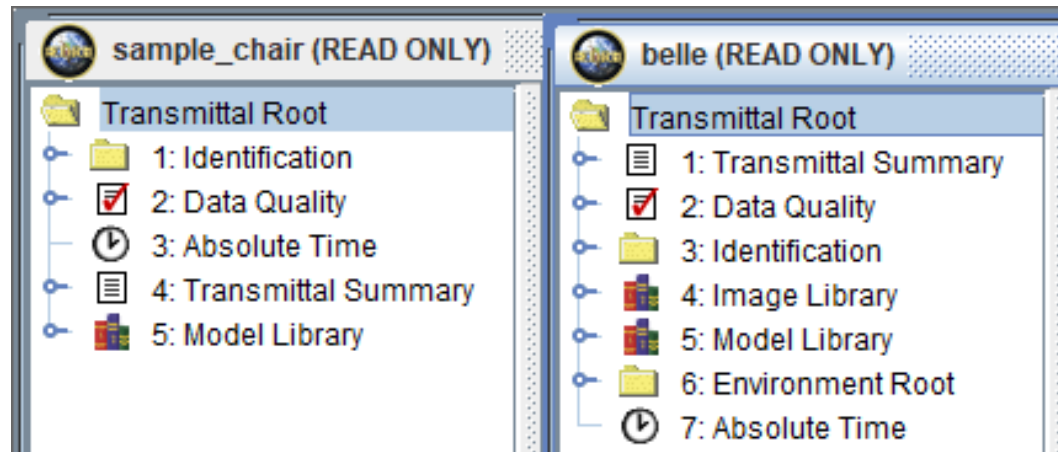 sample_chair (READ ONLY)
Transmittal Root
1: Identification
2: Data Quality
3: Absolute Time
4: Transmittal Summary
5: Model Library
belle (READ ONLY)
Transmittal Root
1: Transmittal Summary
2: Data Quality
3: Identification
4: Image Library
5: Model Library
6: Environment Root
7: Absolute Time